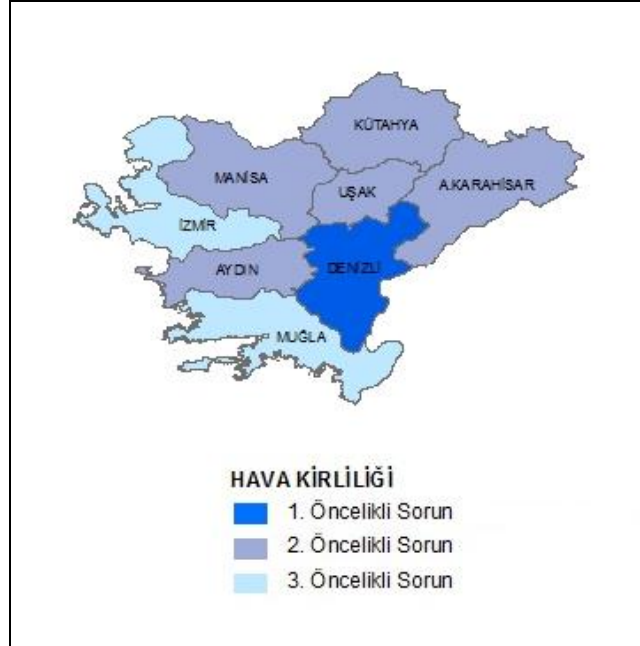 KÜTAHYA
MANİSA
UŞAK
A.KARAHİSAR
İZMİR
AYDIN
DENİZLİ
MUĞLA
HAVA KİRLİLİĞİ
1. Öncelikli Sorun
2. Öncelikli Sorun
3. Öncelikli Sorun